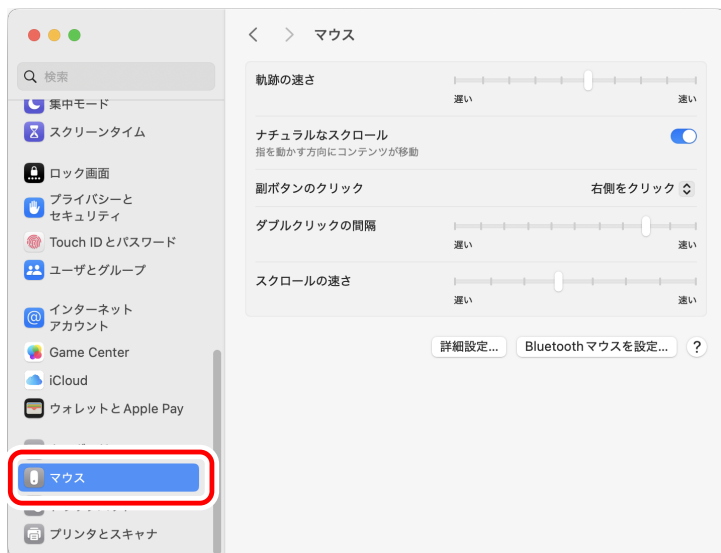 マウス
検索
集中モード
スクリーンタイム
ロック画面
プライバシーと
セキュリティ
Touch IDとパスワード
ユーザとグループ
インターネット
アカウント
Game Center
iCloud
ウォレットとApple Pay
マウス
プリンタとスキャナ
軌跡の速さ
遅い
速い
ナチュラルなスクロール
指を動かす方向にコンテンツが移動
副ボタンのクリック
右側をクリック
ダブルクリックの間隔
遅い
速い
スクロールの速さ
遅い
速い
詳細設定...
Bluetoothマウスを設定...
?